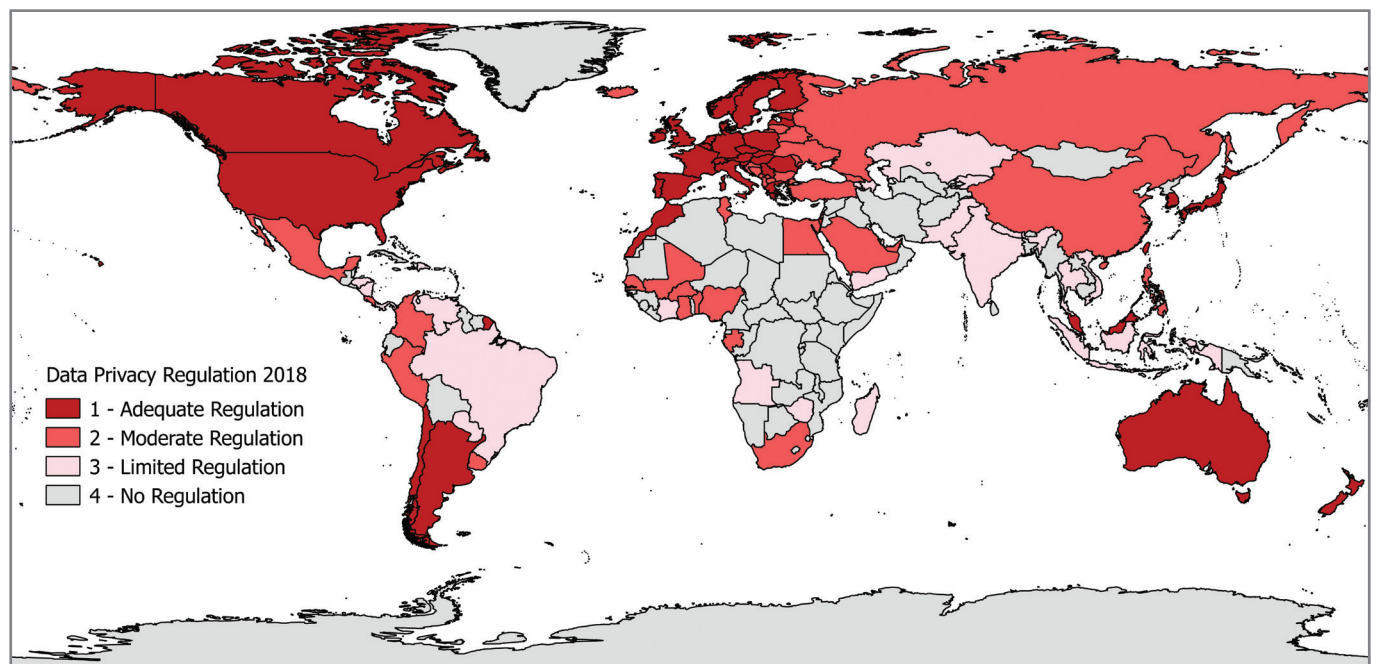 Data Privacy Regulation 2018
1 - Adequate Regulation
2 - Moderate Regulation
3 - Limited Regulation
4 - No Regulation